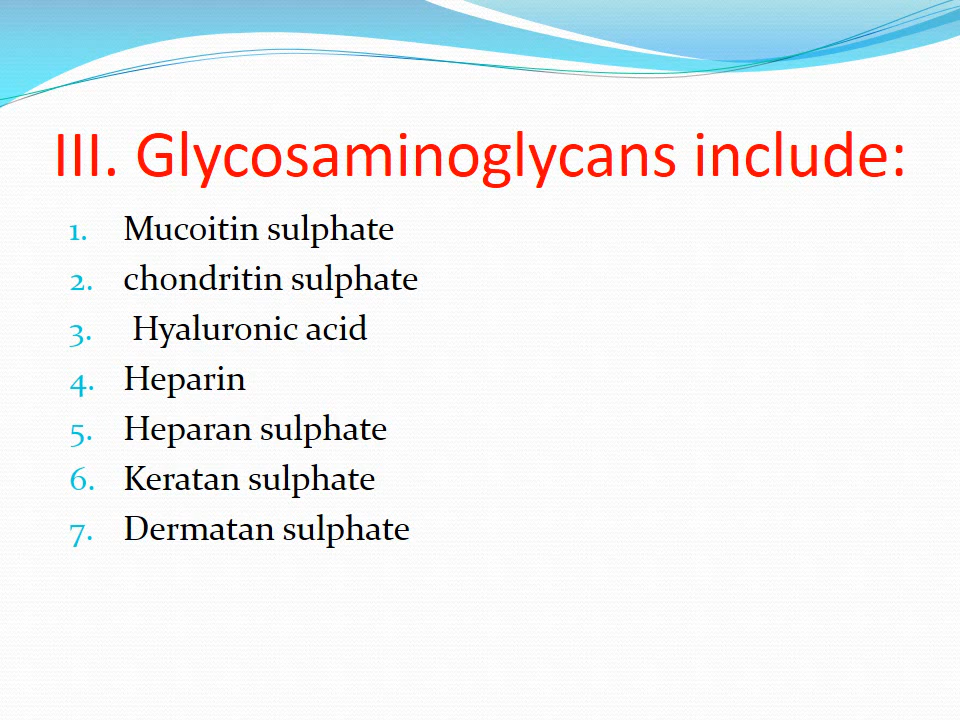 III. Glycosaminoglycans include:
1. Mucoitin sulphate
2. chondritin sulphate
3. Hyaluronic acid
4. Heparin
5. Heparan sulphate
6. Keratan sulphate
7. Dermatan sulphate